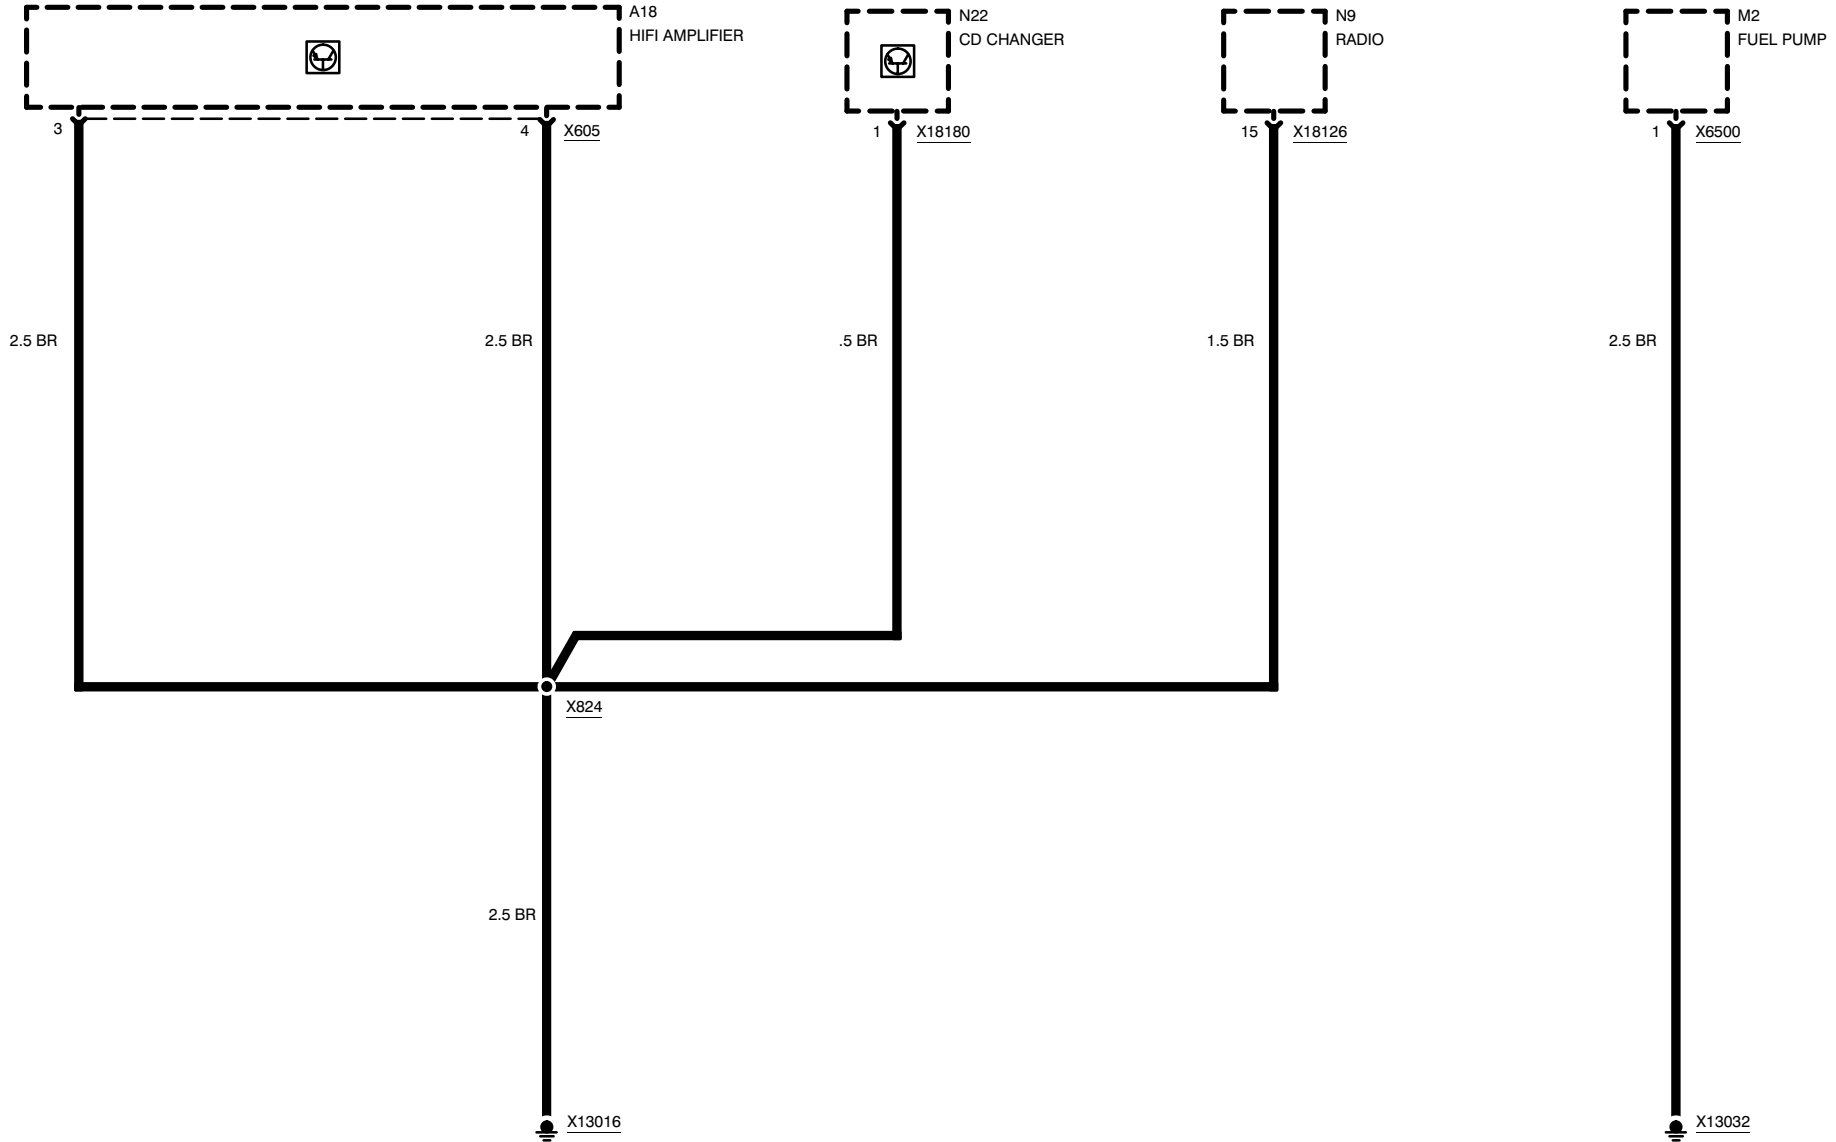 A18
HIFI AMPLIFIER
N22
CD CHANGER
N9
RADIO
M2
FUEL PUMP
3
4
X605
1
X18180
15
X18126
1
X6500
2.5 BR
2.5 BR
.5 BR
1.5 BR
2.5 BR
X824
2.5 BR
X13016
X13032